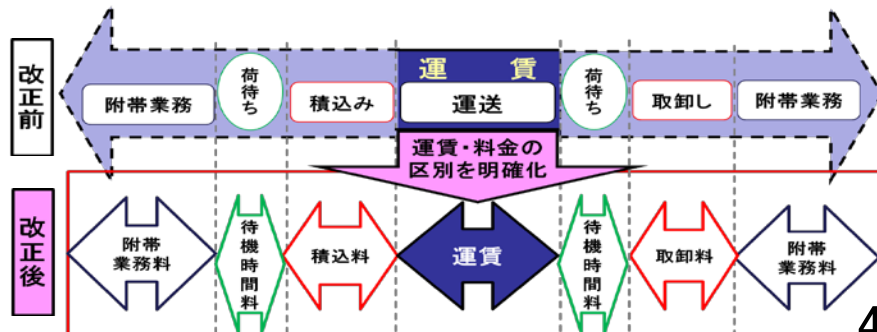 改正前
運　賃
附帯業務
荷待ち
積込み
運送
荷待ち
取卸し
附帯業務
運賃・料金の
区別を明確化
改正後
附帯
業務料
待機時間料
積込料
運賃
待機時間料
取卸料
附帯
業務料
4